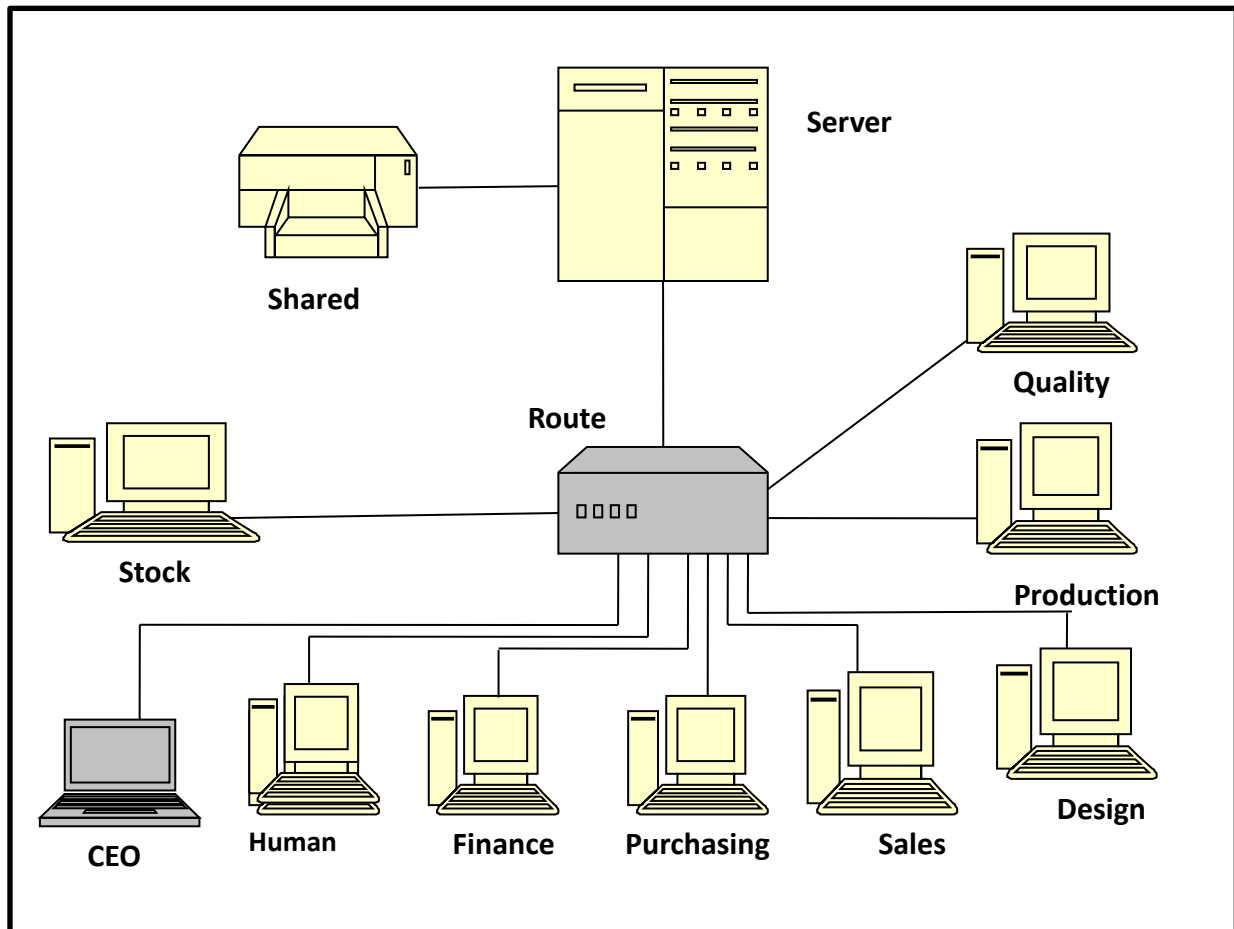 Server
Shared
Quality
Route
Stock
Production
CEO
Human
Finance
Purchasing
Sales
Design